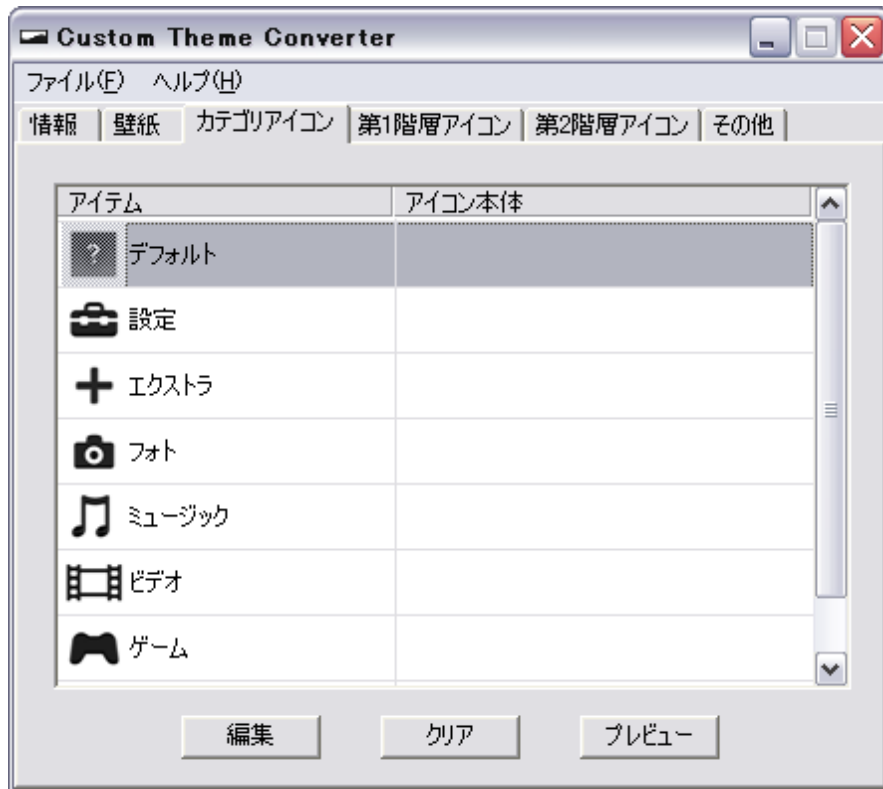 Custom Theme Converter
ファイル(F) ヘルプ(H)
情報 壁紙 カテゴリアイコン 第1階層アイコン 第2階層アイコン その他
アイテム アイコン本体
? デフォルト
設定
エクストラ
フォト
ミュージック
ビデオ
ゲーム
編集 クリア プレビュー